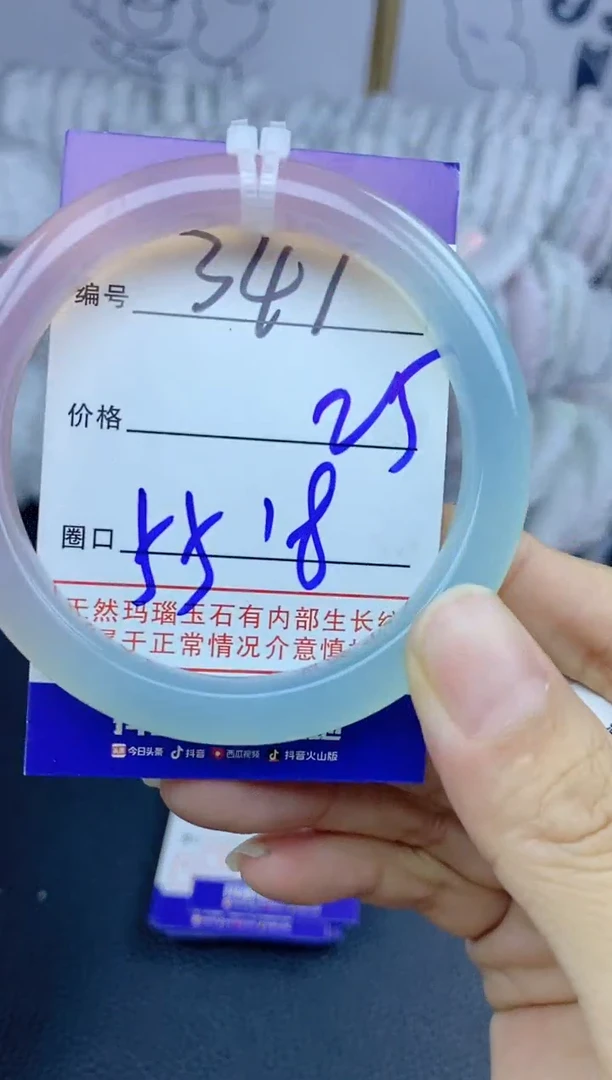 编号 341
价格 25
圈口 55'8
天然玛瑙玉石有内部生长纹
属于正常情况介意慎
今日头条 抖音 西瓜视频 抖音火山版